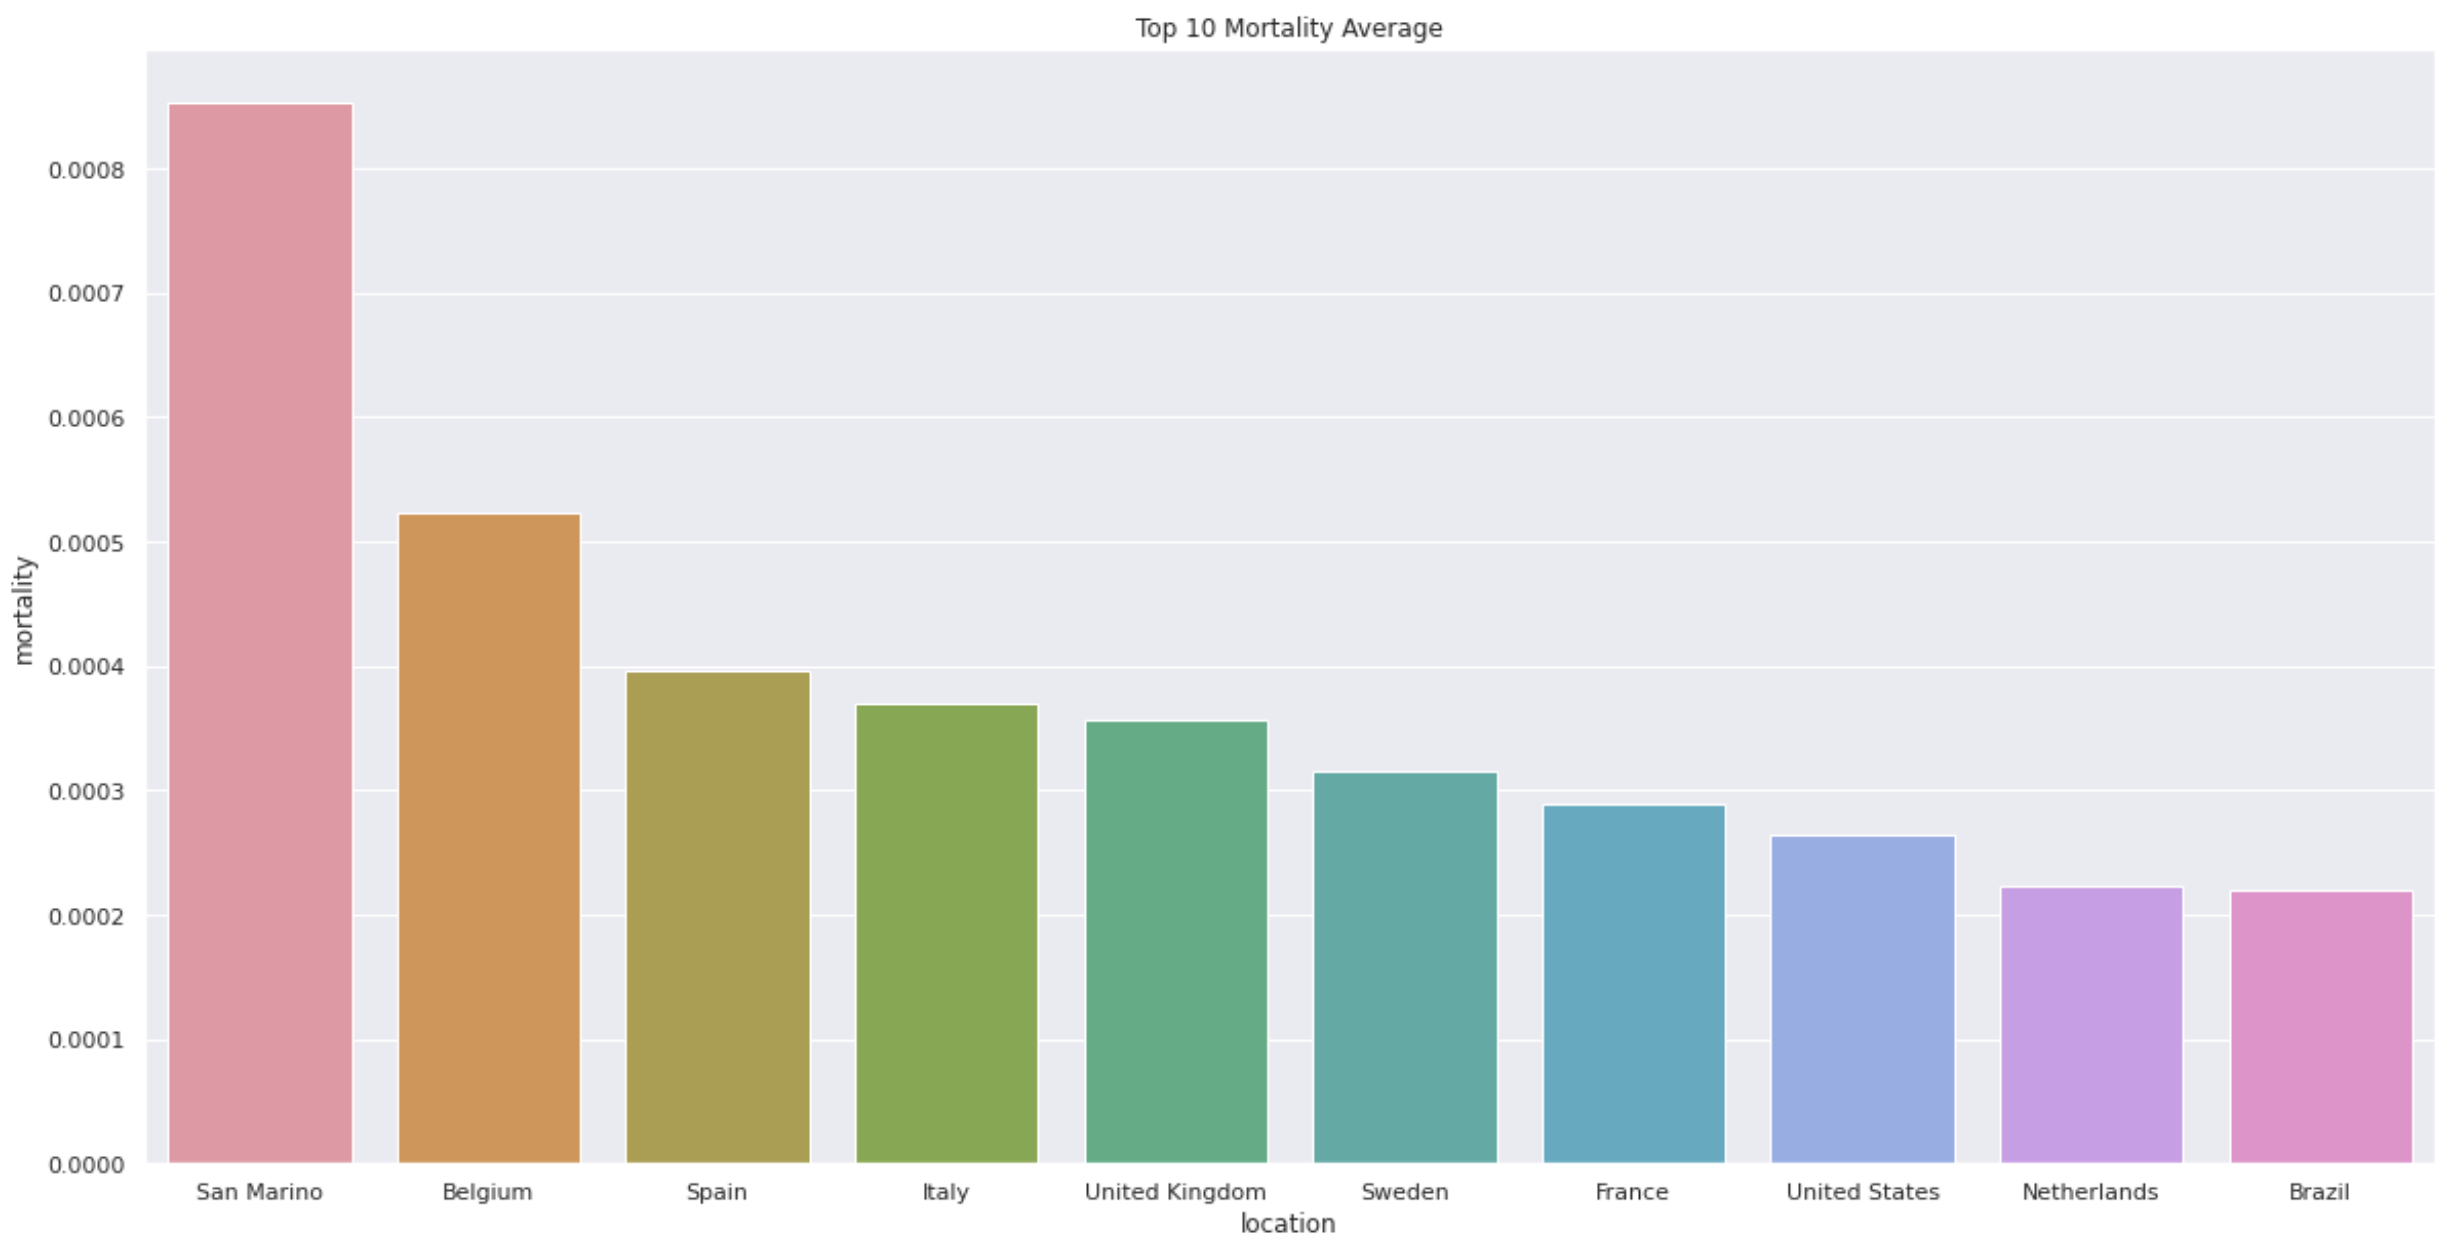 Top 10 Mortality Average
mortality
0.0008
0.0007
0.0006
0.0005
0.0004
0.0003
0.0002
0.0001
0.0000
San Marino Belgium Spain Italy United Kingdom Sweden France United States Netherlands Brazil
location